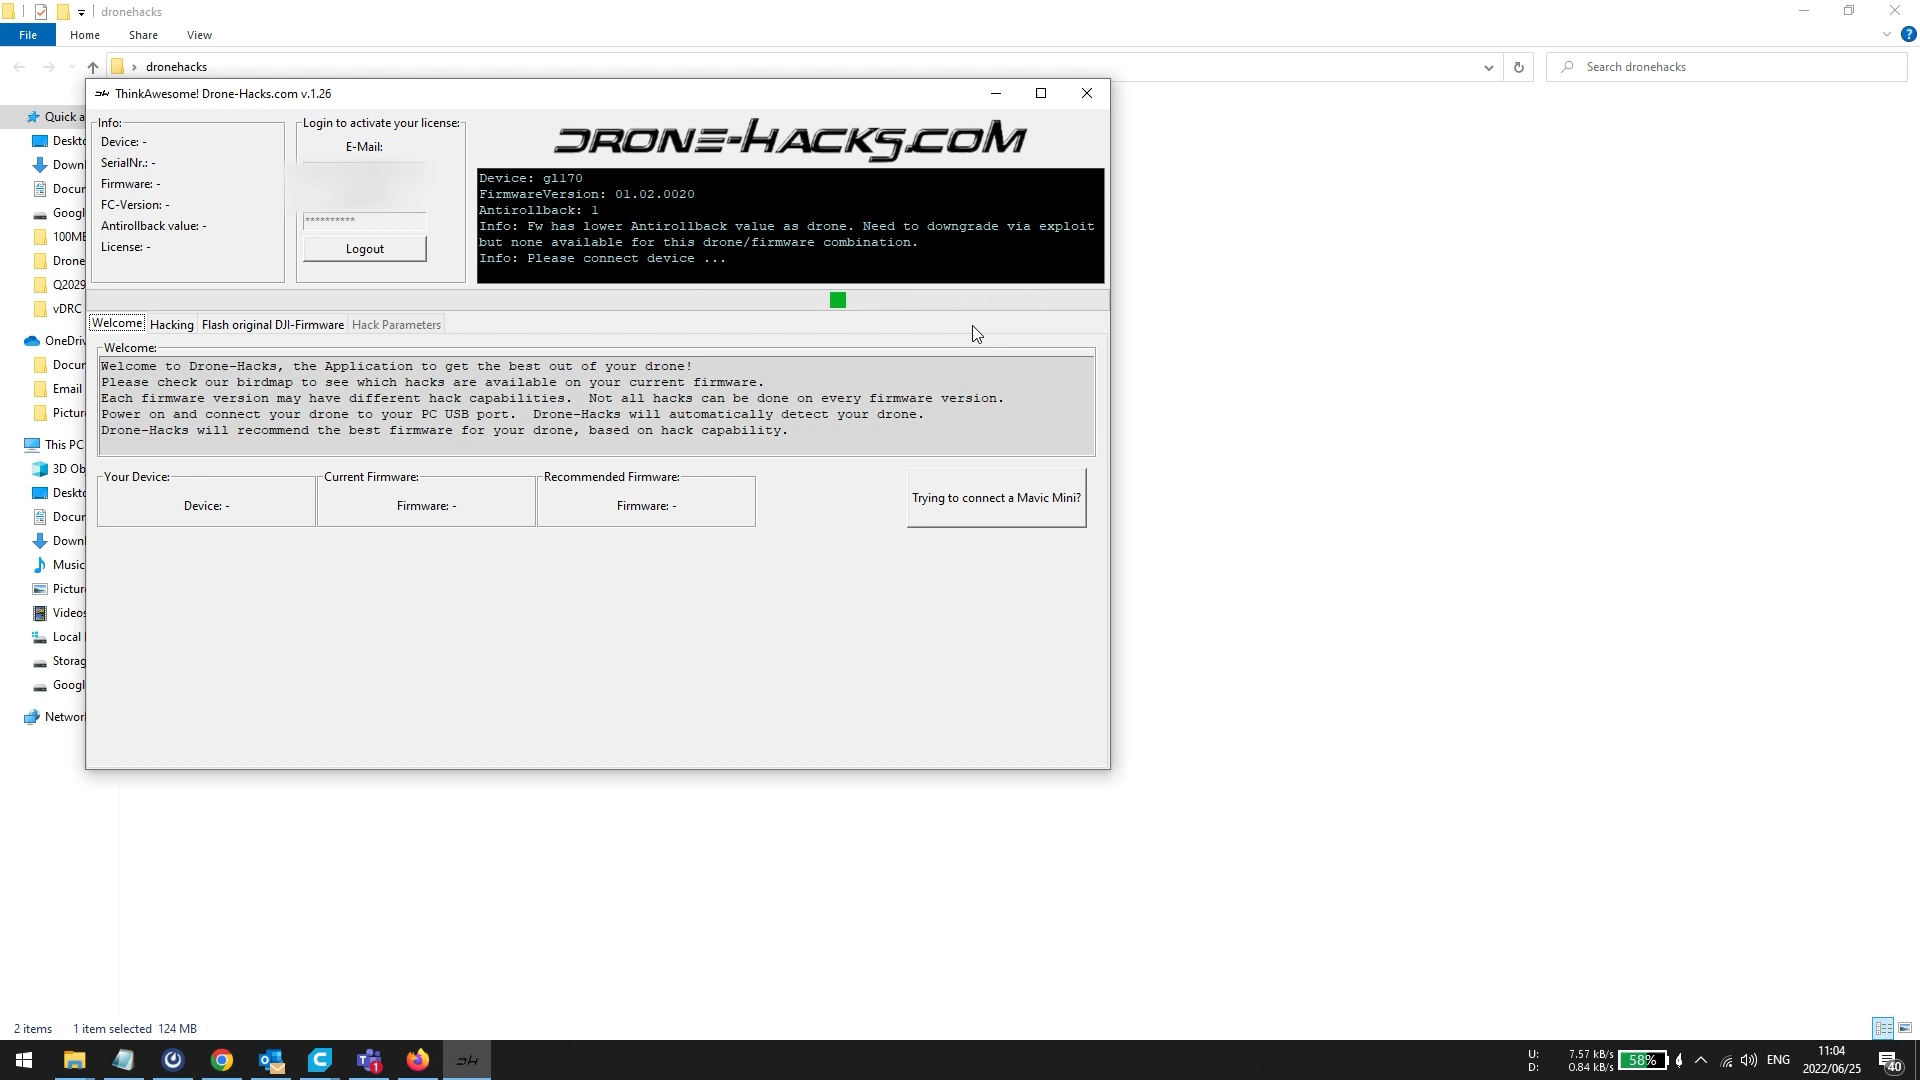 dronehacks
File
Home
Share
View
dronehacks
Search dronehacks
ThinkAwesome! Drone-Hacks.com v.1.26
Quick a
Deskto
Downl
Docur
Googl
100ME
Drone
Q2029
vDRC
OneDriv
Docur
Email
Pictur
This PC
3D Ob
Deskto
Docur
Downl
Music
Pictur
Videos
Local I
Storag
Googl
Networ
Info:
Device: -
SerialNr.: -
Firmware: -
FC-Version: -
Antirollback value: -
License: -
Login to activate your license:
E-Mail:
**********
Logout
DRONE-HACKS.COM
Device: gl170
FirmwareVersion: 01.02.0020
Antirollback: 1
Info: Fw has lower Antirollback value as drone. Need to downgrade via exploit
but none available for this drone/firmware combination.
Info: Please connect device ...
Welcome
Hacking
Flash original DJI-Firmware
Hack Parameters
Welcome:
Welcome to Drone-Hacks, the Application to get the best out of your drone!
Please check our birdmap to see which hacks are available on your current firmware.
Each firmware version may have different hack capabilities. Not all hacks can be done on every firmware version.
Power on and connect your drone to your PC USB port. Drone-Hacks will automatically detect your drone.
Drone-Hacks will recommend the best firmware for your drone, based on hack capability.
Your Device:
Device: -
Current Firmware:
Firmware: -
Recommended Firmware:
Firmware: -
Trying to connect a Mavic Mini?
2 items
1 item selected 124 MB
U: 7.57 kB/s
D: 0.84 kB/s
58%
ENG
11:04
2022/06/25
40